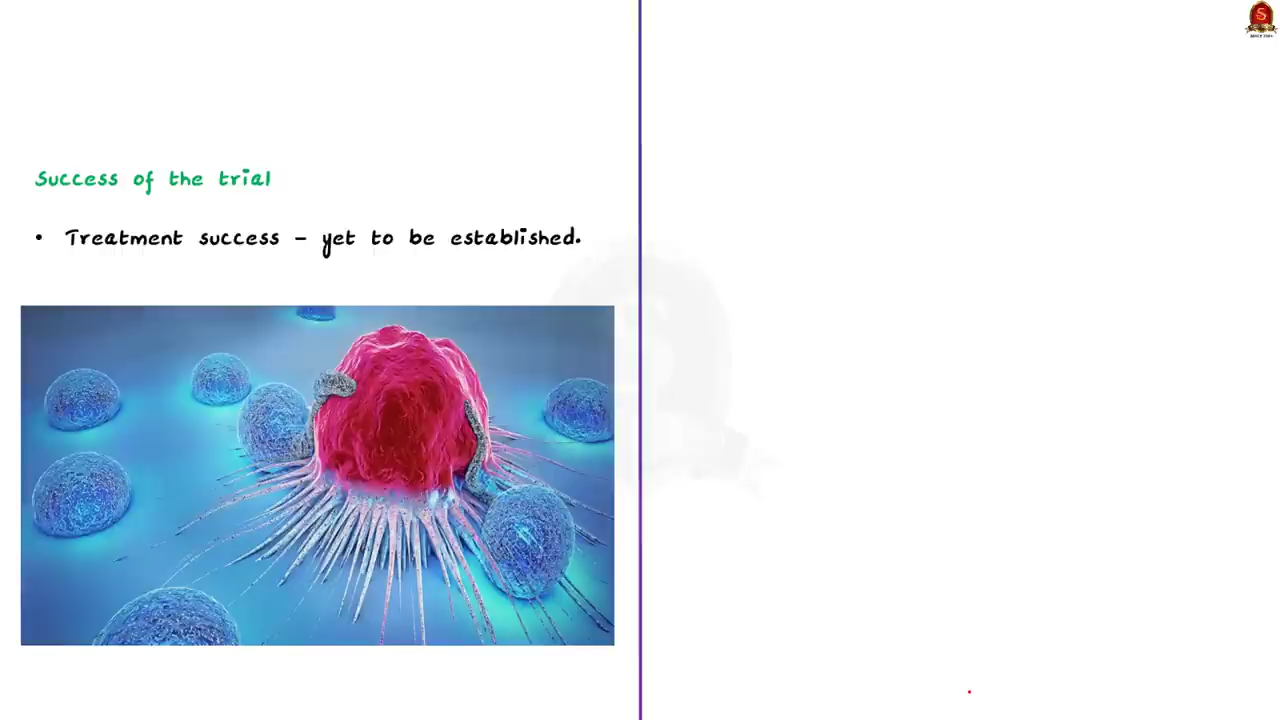 Success of the trial
• Treatment success – yet to be established.